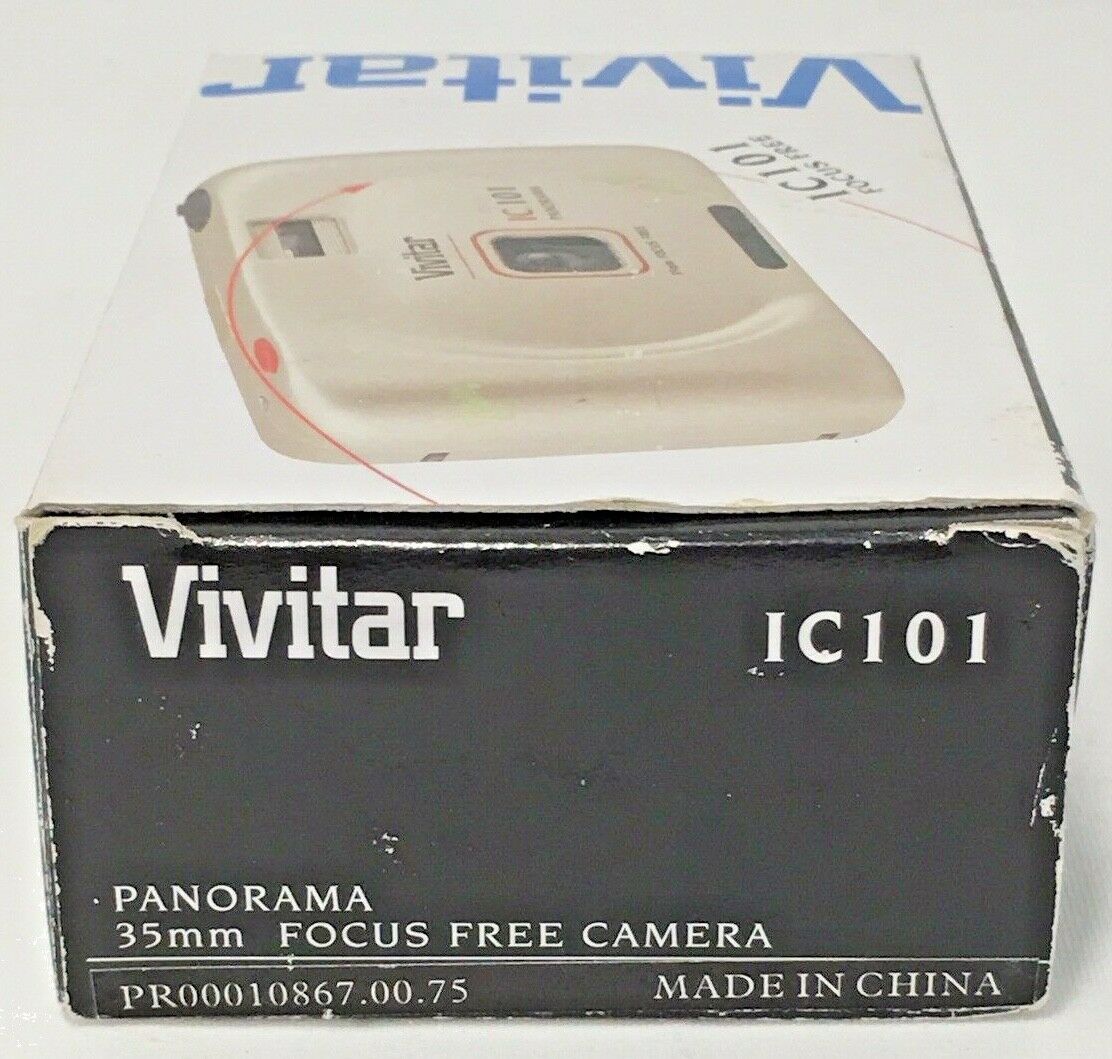 Vivitar
IC101
FOCUS FREE
Vivitar
IC 101
PANORAMA
Vivitar IC101
PANORAMA
35mm FOCUS FREE CAMERA
PR00010867.00.75 MADE IN CHINA